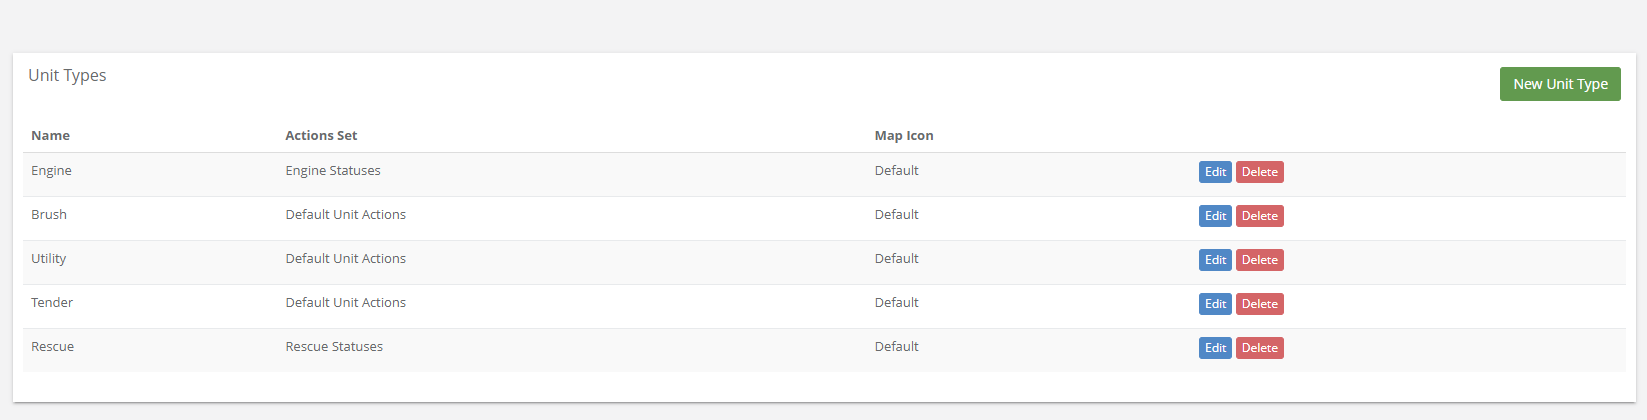 Unit Types
New Unit Type
Name Actions Set Map Icon
Engine Engine Statuses Default Edit Delete
Brush Default Unit Actions Default Edit Delete
Utility Default Unit Actions Default Edit Delete
Tender Default Unit Actions Default Edit Delete
Rescue Rescue Statuses Default Edit Delete